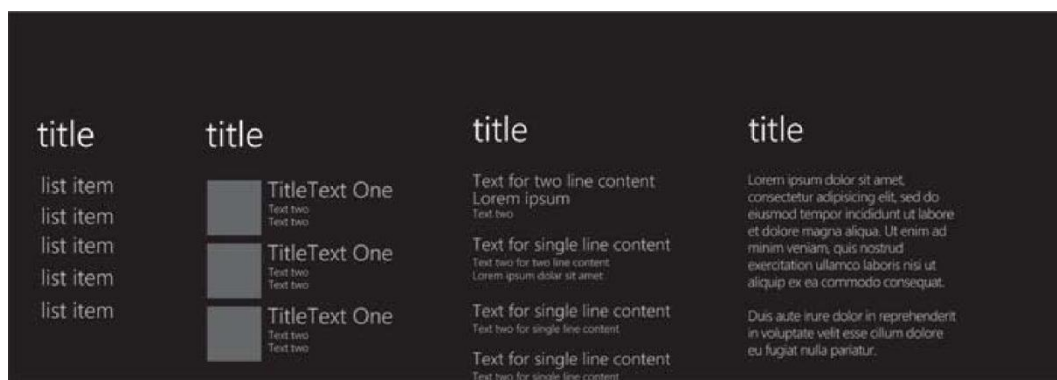 title
list item
list item
list item
list item
list item
title
TitleText One
Text two
Text two
TitleText One
Text two
Text two
TitleText One
Text two
Text two
title
Text for two line content
Lorem ipsum
Text two
Text for single line content
Text two for two line content
Lorem ipsum dolar sit amet
Text for single line content
Text two for single line content
Text for single line content
Text two for single line content
title
Lorem ipsum dolor sit amet,
consectetur adipisicing elit, sed do
eiusmod tempor incididunt ut labore
et dolore magna aliqua. Ut enim ad
minim veniam, quis nostrud
exercitation ullamco laboris nisi ut
aliquip ex ea commodo consequat.
Duis aute irure dolor in reprehenderit
in voluptate velit esse cillum dolore
eu fugiat nulla pariatur.